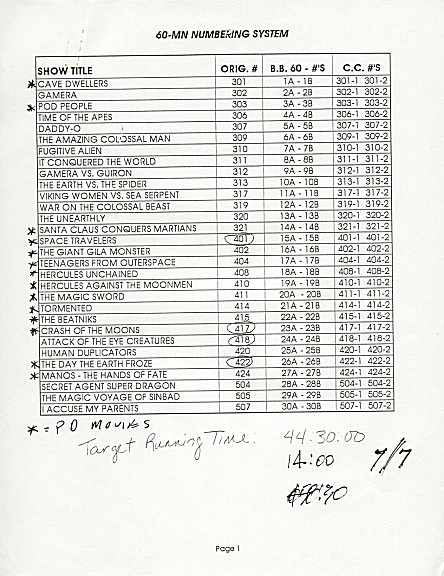 60-MN NUMBERING SYSTEM
SHOW TITLE ORIG. # B.B. 60 - #'S C.C. #'S
* CAVE DWELLERS 301 1A - 1B 301-1 301-2
GAMERA 302 2A - 2B 302-1 302-2
* POD PEOPLE 303 3A - 3B 303-1 303-2
TIME OF THE APES 306 4A - 4B 306-1 306-2
DADDY-O 307 5A - 5B 307-1 307-2
THE AMAZING COLOSSAL MAN 309 6A - 6B 309-1 309-2
FUGITIVE ALIEN 310 7A - 7B 310-1 310-2
IT CONQUERED THE WORLD 311 8A - 8B 311-1 311-2
GAMERA VS. GUIRON 312 9A - 9B 312-1 312-2
THE EARTH VS. THE SPIDER 313 10A - 10B 313-1 313-2
VIKING WOMEN VS. SEA SERPENT 317 11A - 11B 317-1 317-2
WAR ON THE COLOSSAL BEAST 319 12A - 12B 319-1 319-2
THE UNEARTHLY 320 13A - 13B 320-1 320-2
* SANTA CLAUS CONQUERS MARTIANS 321 14A - 14B 321-1 321-2
* SPACE TRAVELERS 401 15A - 15B 401-1 401-2
* THE GIANT GILA MONSTER 402 16A - 16B 402-1 402-2
* TEENAGERS FROM OUTERSPACE 404 17A - 17B 404-1 404-2
* HERCULES UNCHAINED 408 18A - 18B 408-1 408-2
* HERCULES AGAINST THE MOONMEN 410 19A - 19B 410-1 410-2
* THE MAGIC SWORD 411 20A - 20B 411-1 411-2
* TORMENTED 414 21A - 21B 414-1 414-2
* THE BEATNIKS 415 22A - 22B 415-1 415-2
* CRASH OF THE MOONS 417 23A - 23B 417-1 417-2
ATTACK OF THE EYE CREATURES 418 24A - 24B 418-1 418-2
HUMAN DUPLICATORS 420 25A - 25B 420-1 420-2
* THE DAY THE EARTH FROZE 422 26A - 26B 422-1 422-2
* MANOS - THE HANDS OF FATE 424 27A - 27B 424-1 424-2
SECRET AGENT SUPER DRAGON 504 28A - 28B 504-1 504-2
THE MAGIC VOYAGE OF SINBAD 505 29A - 29B 505-1 505-2
I ACCUSE MY PARENTS 507 30A - 30B 507-1 507-2
* = PD MOVIES
Target Running Time: 44:30:00
14:00 7/7
Page 1